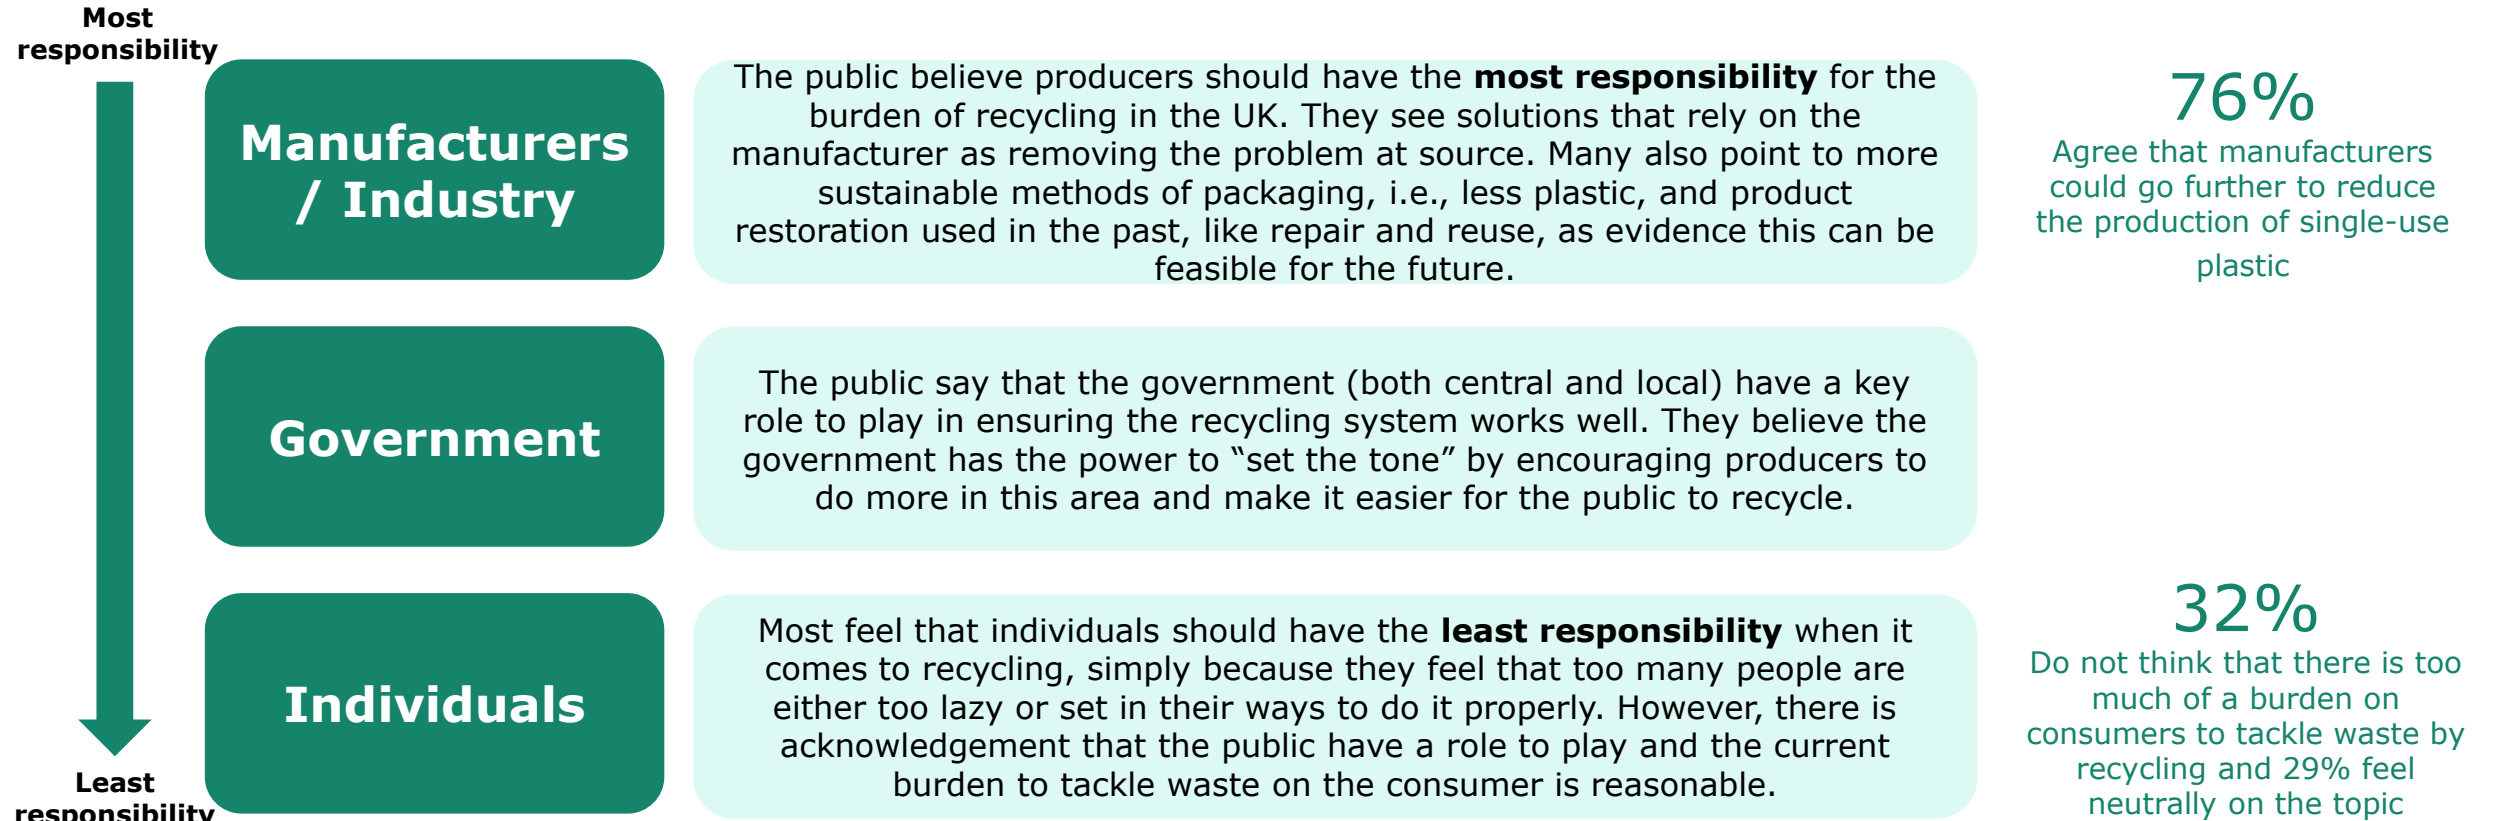 Most
responsibility
Manufacturers
/ Industry
The public believe producers should have the most responsibility for the
burden of recycling in the UK. They see solutions that rely on the
manufacturer as removing the problem at source. Many also point to more
sustainable methods of packaging, i.e., less plastic, and product
restoration used in the past, like repair and reuse, as evidence this can be
feasible for the future.
76%
Agree that manufacturers
could go further to reduce
the production of single-use
plastic
Government
The public say that the government (both central and local) have a key
role to play in ensuring the recycling system works well. They believe the
government has the power to “set the tone” by encouraging producers to
do more in this area and make it easier for the public to recycle.
Individuals
Most feel that individuals should have the least responsibility when it
comes to recycling, simply because they feel that too many people are
either too lazy or set in their ways to do it properly. However, there is
acknowledgement that the public have a role to play and the current
burden to tackle waste on the consumer is reasonable.
32%
Do not think that there is too
much of a burden on
consumers to tackle waste by
recycling and 29% feel
neutrally on the topic
Least
responsibility